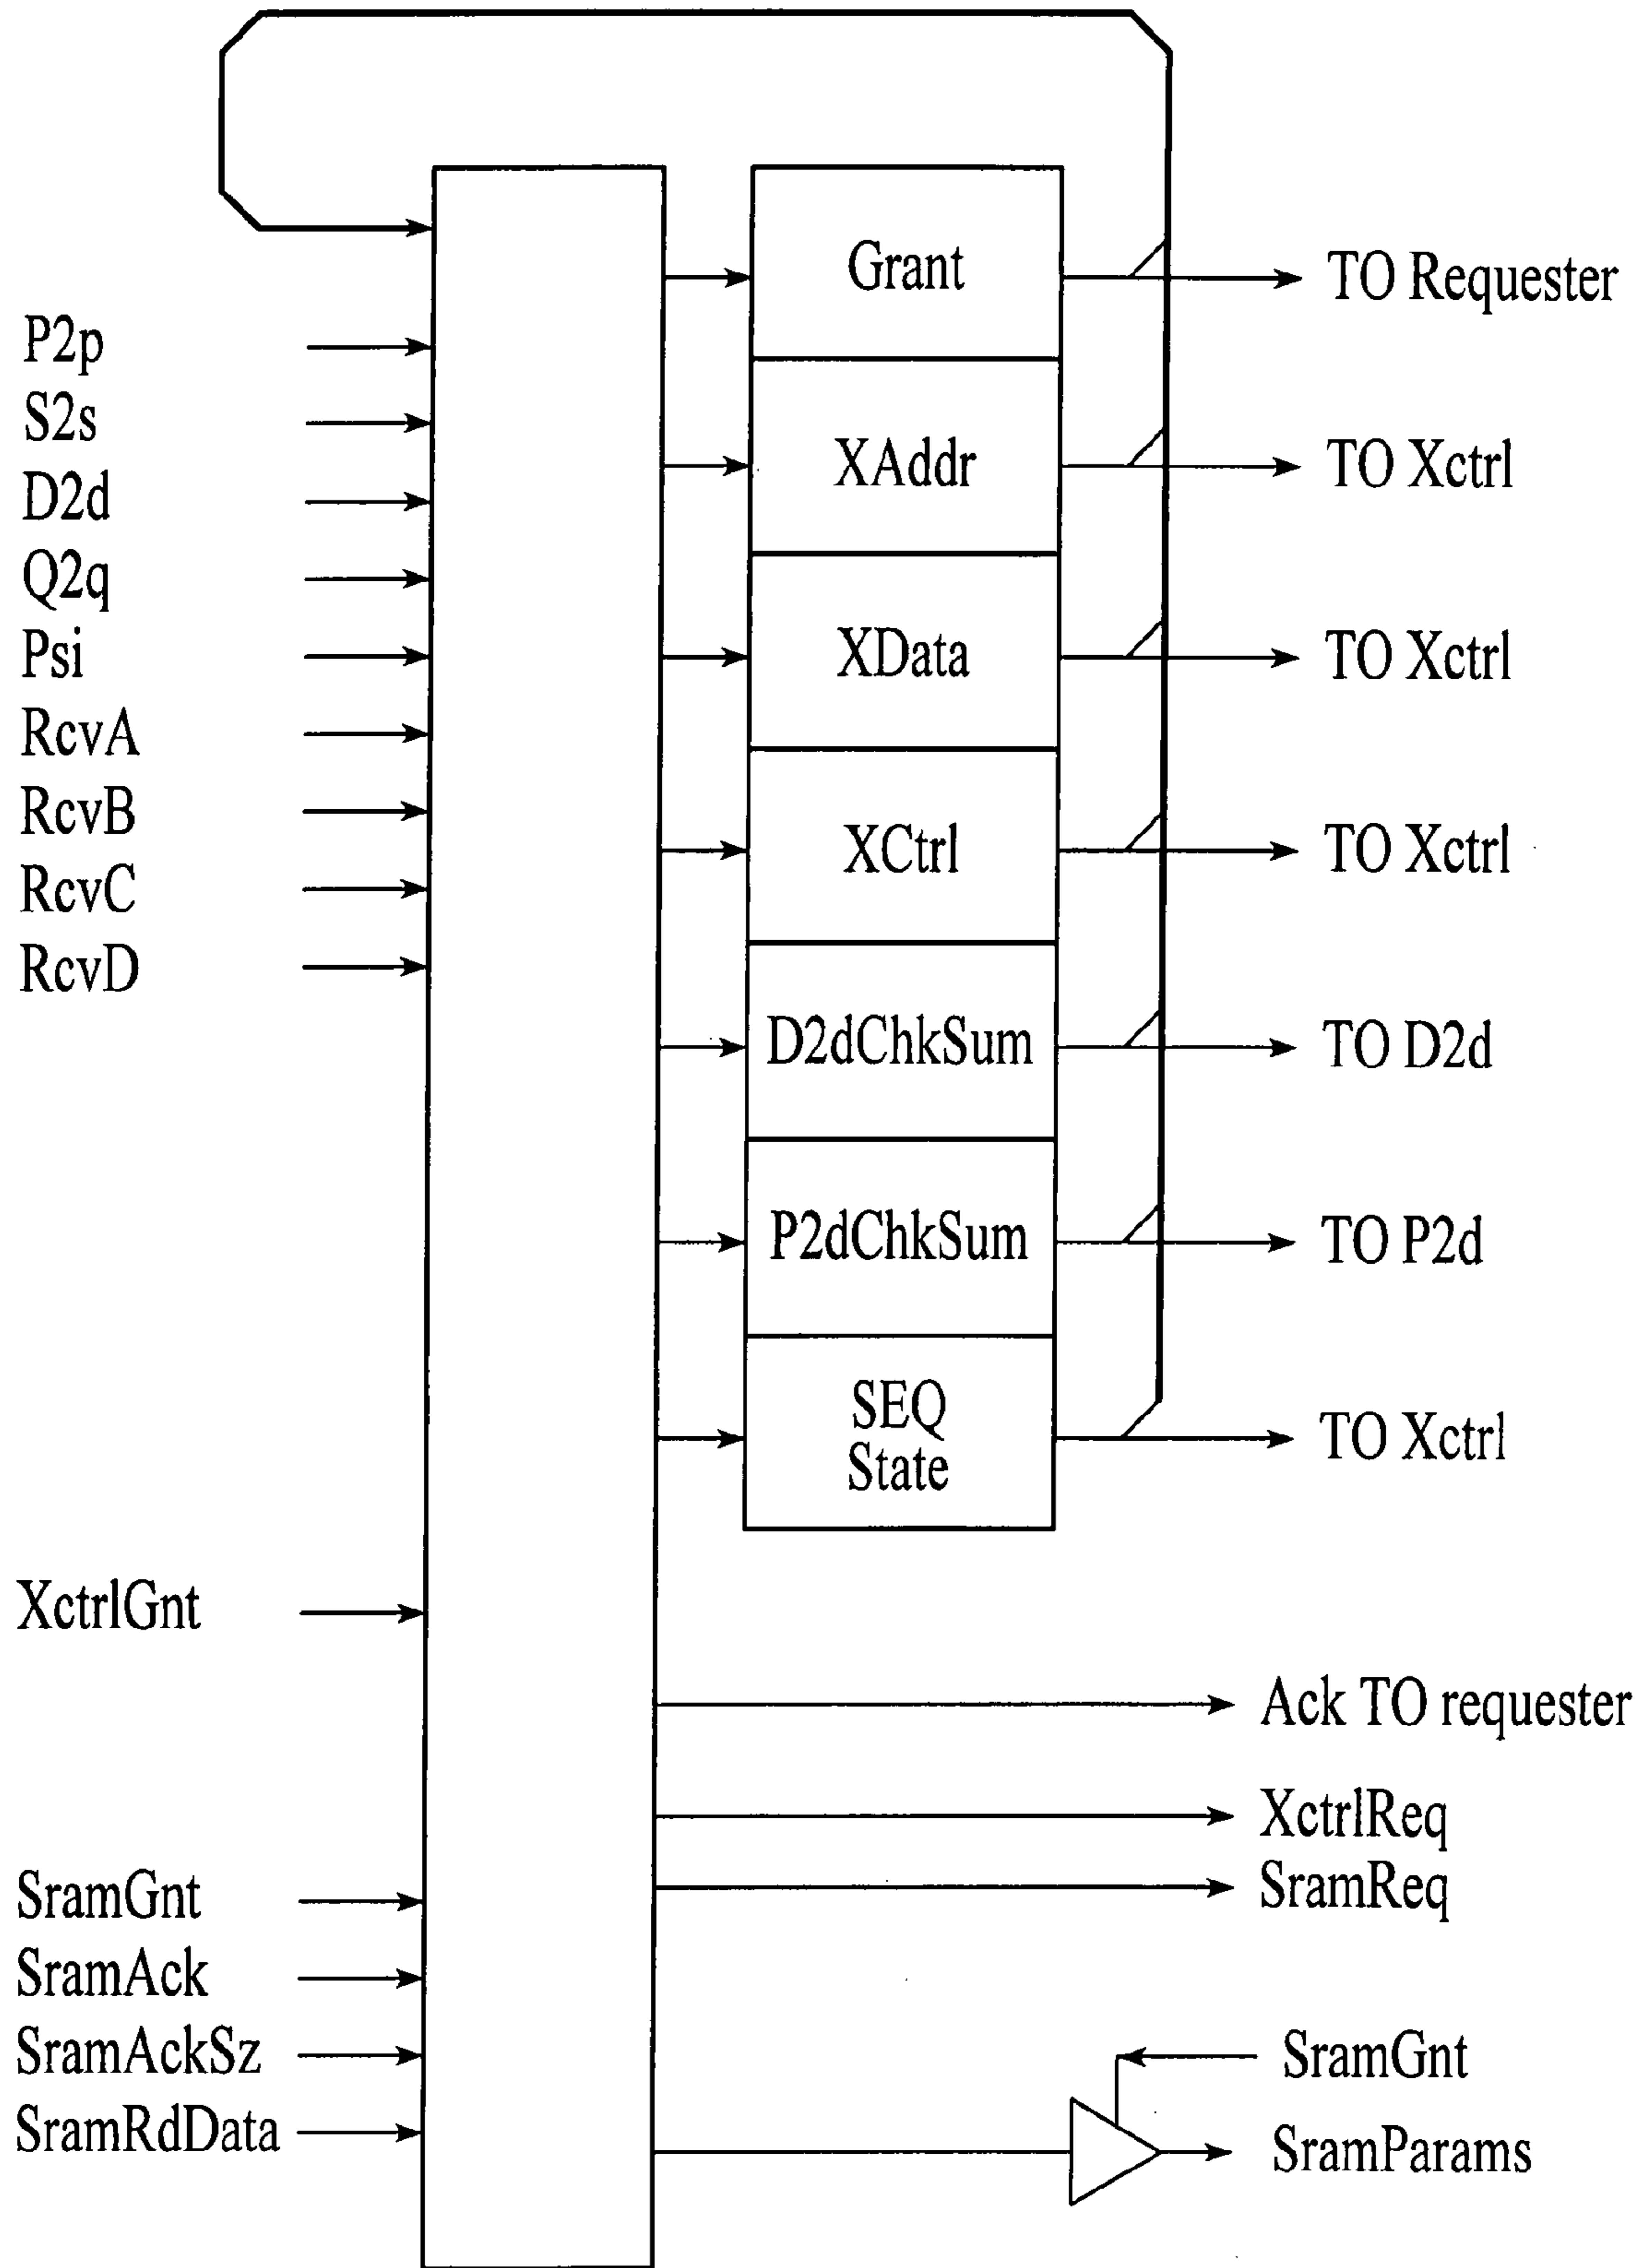 P2p
S2s
D2d
Q2q
Psi
RcvA
RcvB
RcvC
RcvD
XctrlGnt
SramGnt
SramAck
SramAckSz
SramRdData
Grant
XAddr
XData
XCtrl
D2dChkSum
P2dChkSum
SEQ
State
TO Requester
TO Xctrl
TO Xctrl
TO Xctrl
TO D2d
TO P2d
TO Xctrl
Ack TO requester
XctrlReq
SramReq
SramGnt
SramParams